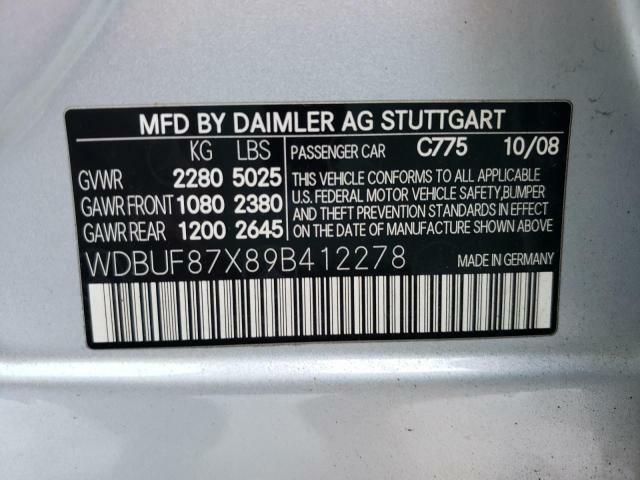 MFD BY DAIMLER AG STUTTGART
KG LBS PASSENGER CAR C775 10/08
GVWR 2280 5025
GAWR FRONT 1080 2380
GAWR REAR 1200 2645
THIS VEHICLE CONFORMS TO ALL APPLICABLE
U.S. FEDERAL MOTOR VEHICLE SAFETY,BUMPER
AND THEFT PREVENTION STANDARDS IN EFFECT
ON THE DATE OF MANUFACTURE SHOWN ABOVE
WDBUF87X89B412278 MADE IN GERMANY